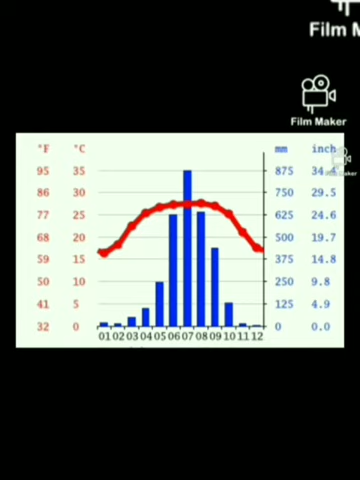 Film M
Film Maker
°F °C mm inch
95 35 875 34.4
86 30 750 29.5
77 25 625 24.6
68 20 500 19.7
59 15 375 14.8
50 10 250 9.8
41 5 125 4.9
32 0 0 0.0
01 02 03 04 05 06 07 08 09 10 11 12